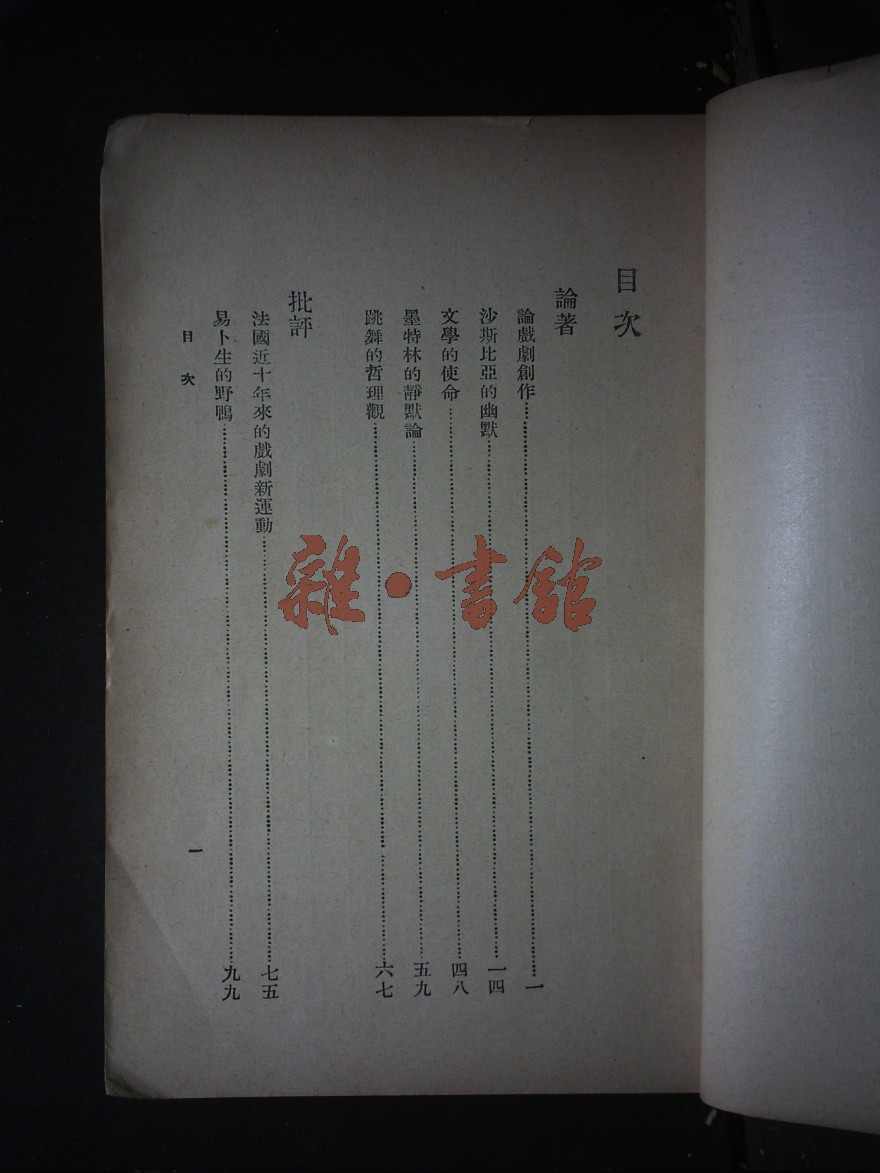 目次
論著
論戲劇創作……一
沙斯比亞的幽默……一四
文學的使命……四八
墨特林的靜默論……五九
跳舞的哲理觀……六七
批評
法國近十年來的戲劇新運動……七五
易卜生的野鴨……九九
目次
一
雜·書館